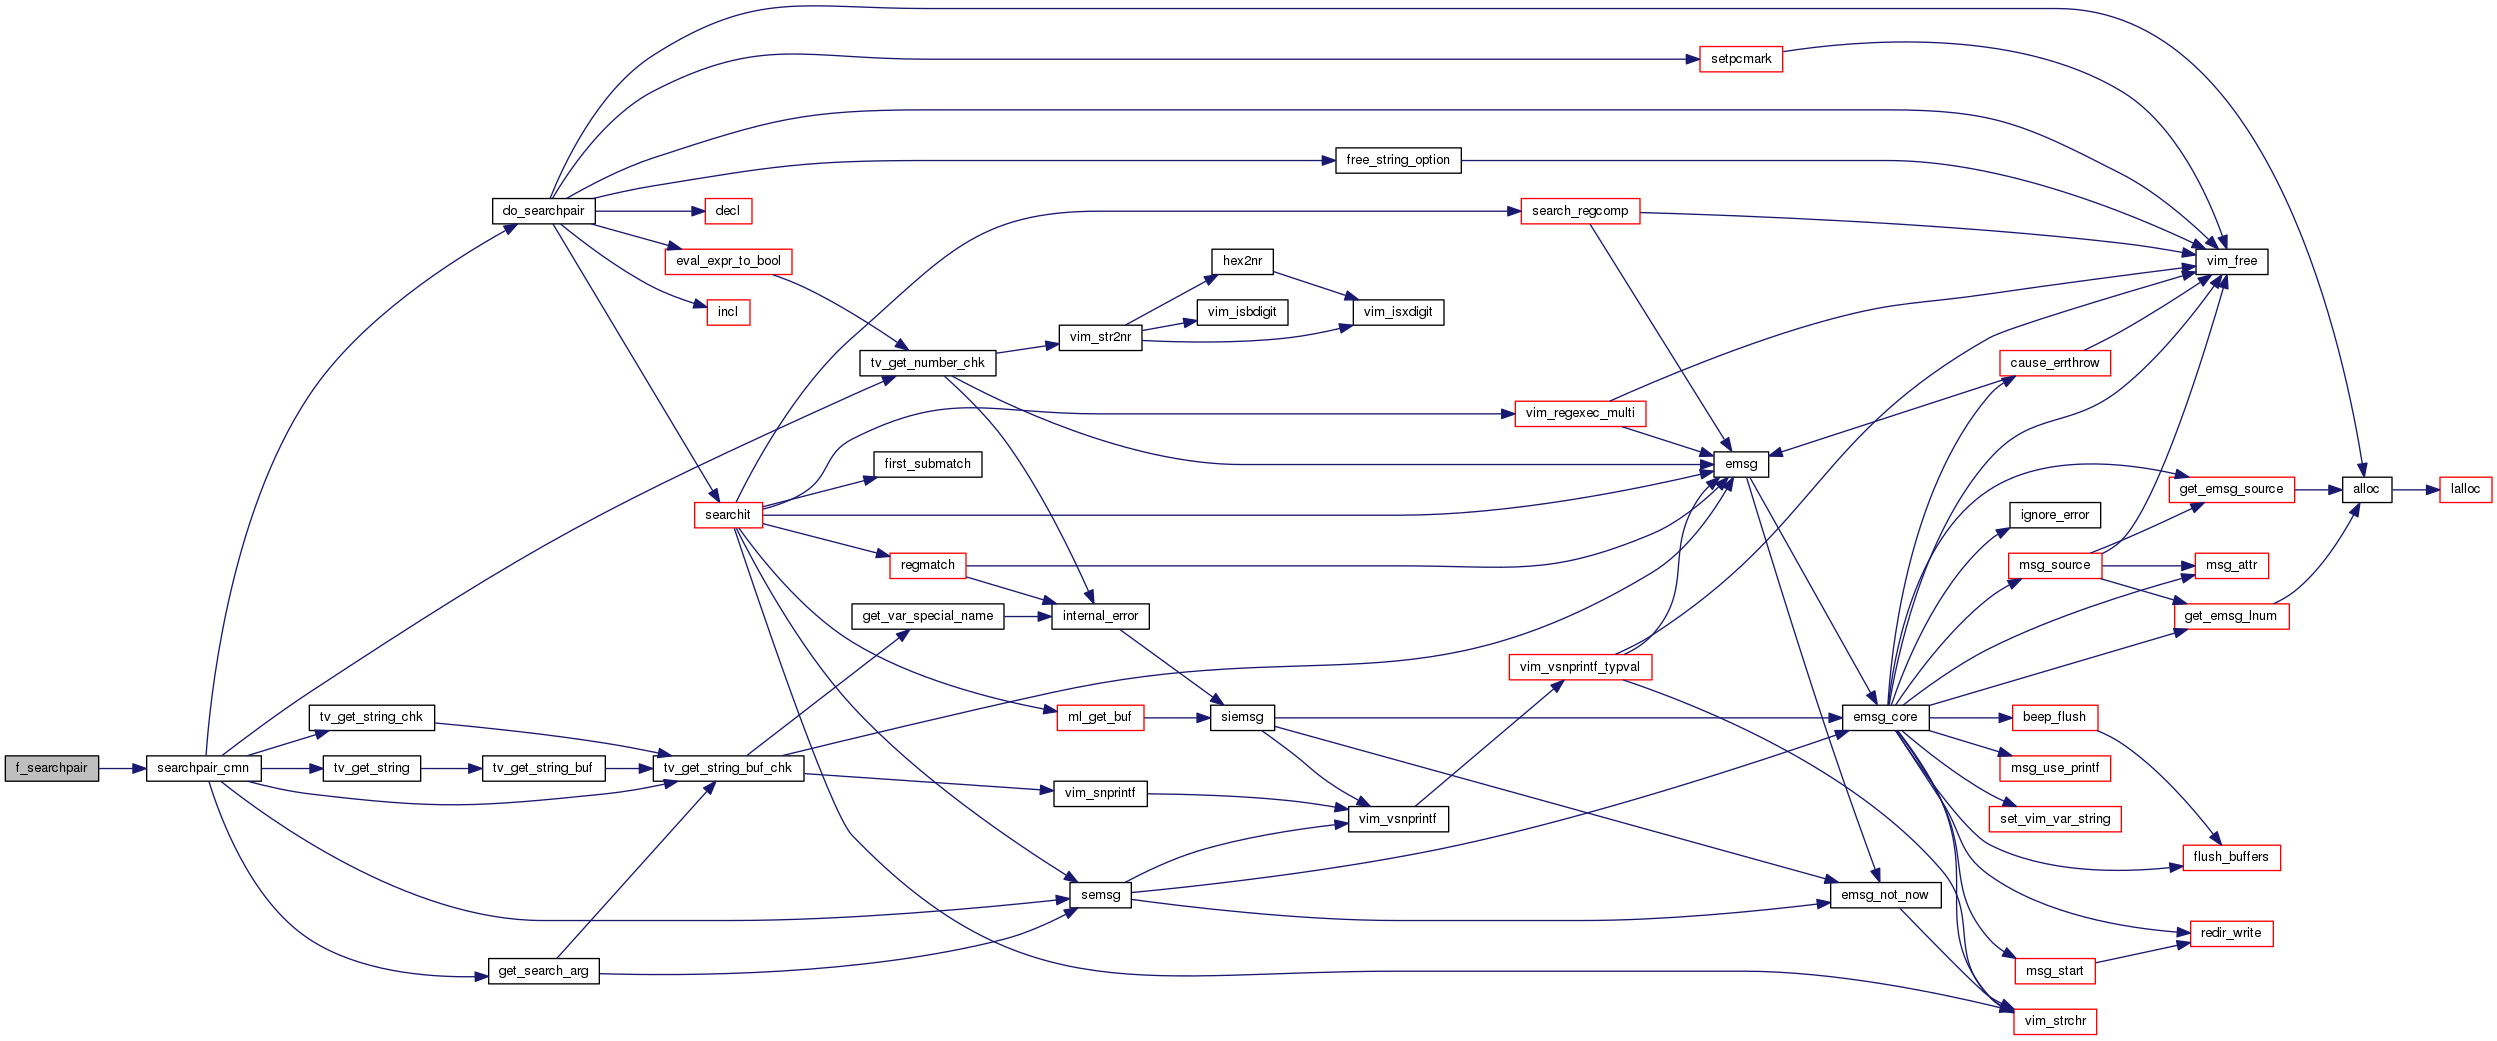 setpcmark
free_string_option
do_searchpair
decl
search_regcomp
eval_expr_to_bool
hex2nr
vim_free
incl
vim_isbdigit
vim_isxdigit
vim_str2nr
tv_get_number_chk
cause_errthrow
vim_regexec_multi
first_submatch
emsg
get_emsg_source
alloc
lalloc
searchit
ignore_error
regmatch
msg_source
msg_attr
get_var_special_name
internal_error
get_emsg_lnum
vim_vsnprintf_typval
tv_get_string_chk
ml_get_buf
siemsg
emsg_core
beep_flush
f_searchpair
searchpair_cmn
tv_get_string
tv_get_string_buf
tv_get_string_buf_chk
msg_use_printf
vim_snprintf
vim_vsnprintf
set_vim_var_string
flush_buffers
semsg
emsg_not_now
redir_write
get_search_arg
msg_start
vim_strchr